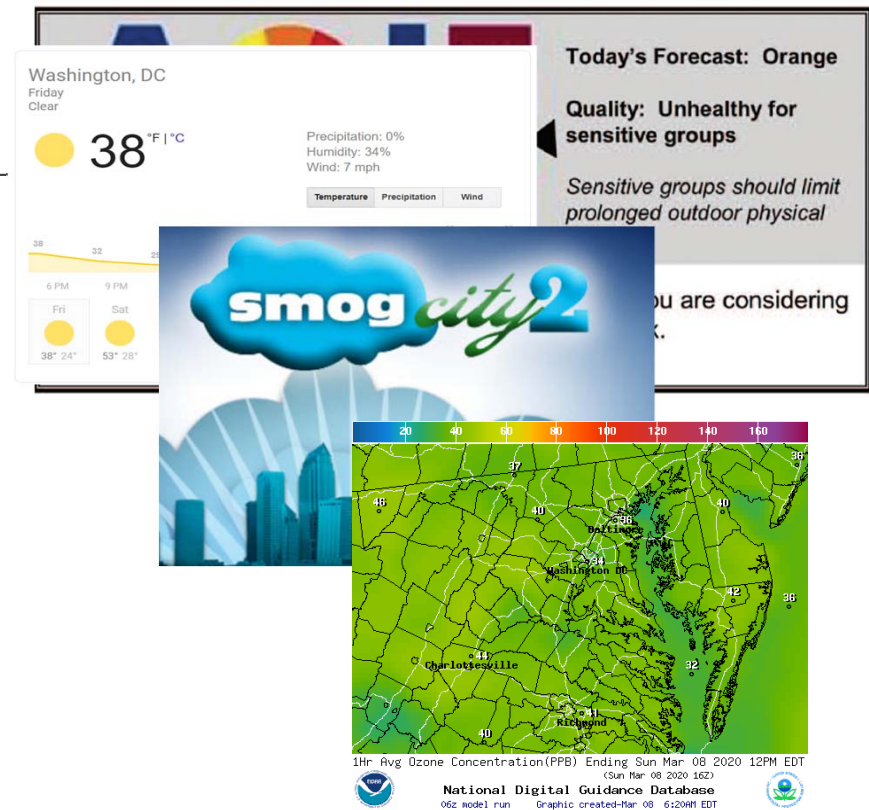 Today's Forecast: Orange
Quality: Unhealthy for
sensitive groups
Sensitive groups should limit
prolonged outdoor physical
you are considering
Washington, DC
Friday
Clear
38 °F | °C
Precipitation: 0%
Humidity: 34%
Wind: 7 mph
Temperature Precipitation Wind
38 32
6 PM 9 PM
Fri Sat
38° 24° 53° 28°
smog city 2
20 40 60 80 100 120 140 160
36
37
46
40
40
36
Baltimore
34
Washington DC
42
36
44
Charlottesville
32
41
Richmond
40
1Hr Avg Ozone Concentration(PPB) Ending Sun Mar 08 2020 12PM EDT
(Sun Mar 08 2020 16Z)
National Digital Guidance Database
06z model run Graphic created-Mar 08 6:20AM EDT